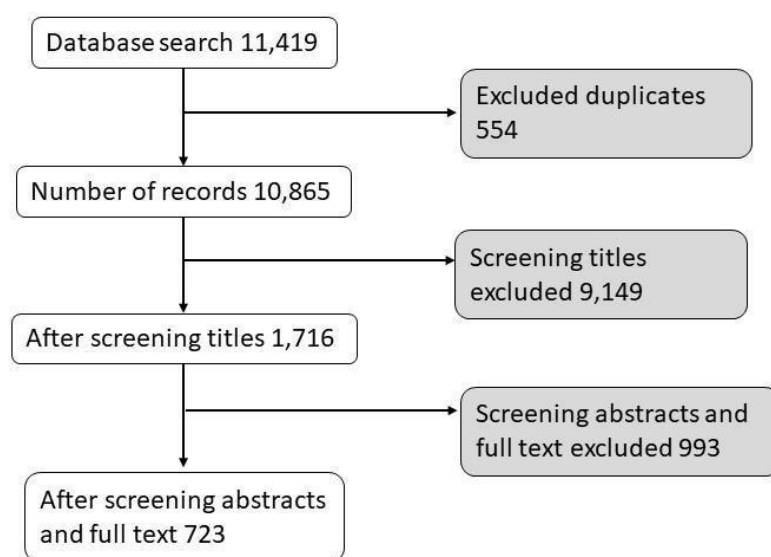 Database search 11,419
Excluded duplicates
554
Number of records 10,865
Screening titles
excluded 9,149
After screening titles 1,716
Screening abstracts and
full text excluded 993
After screening abstracts
and full text 723